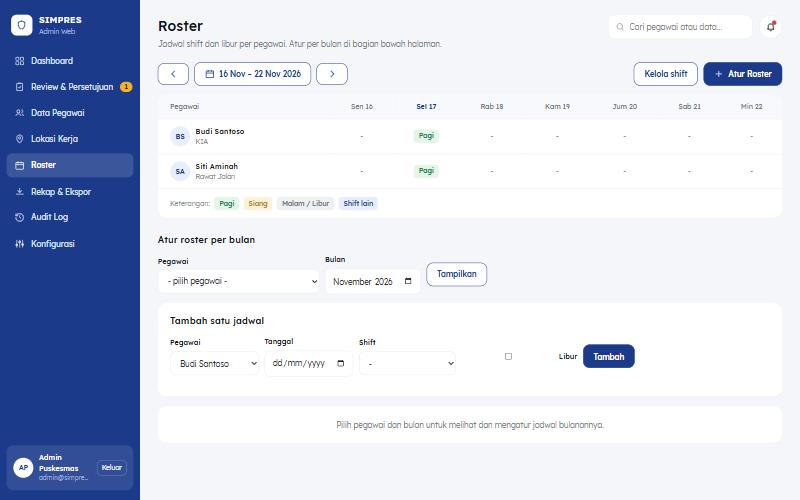 SIMPRES
Admin Web
Dashboard
Review & Persetujuan 1
Data Pegawai
Lokasi Kerja
Roster
Rekap & Ekspor
Audit Log
Konfigurasi
AP
Admin
Puskesmas
admin@simpre...
Keluar
Roster
Jadwal shift dan libur per pegawai. Atur per bulan di bagian bawah halaman.
Cari pegawai atau data...
16 Nov – 22 Nov 2026
Kelola shift
+ Atur Roster
Pegawai Sen 16 Sel 17 Rab 18 Kam 19 Jum 20 Sab 21 Min 22
BS Budi Santoso - Pagi - - - - -
KIA
SA Siti Aminah - Pagi - - - - -
Rawat Jalan
Keterangan: Pagi Siang Malam / Libur Shift lain
Atur roster per bulan
Pegawai Bulan
- pilih pegawai - November 2026 Tampilkan
Tambah satu jadwal
Pegawai Tanggal Shift
Budi Santoso dd/mm/yyyy - Libur Tambah
Pilih pegawai dan bulan untuk melihat dan mengatur jadwal bulanannya.